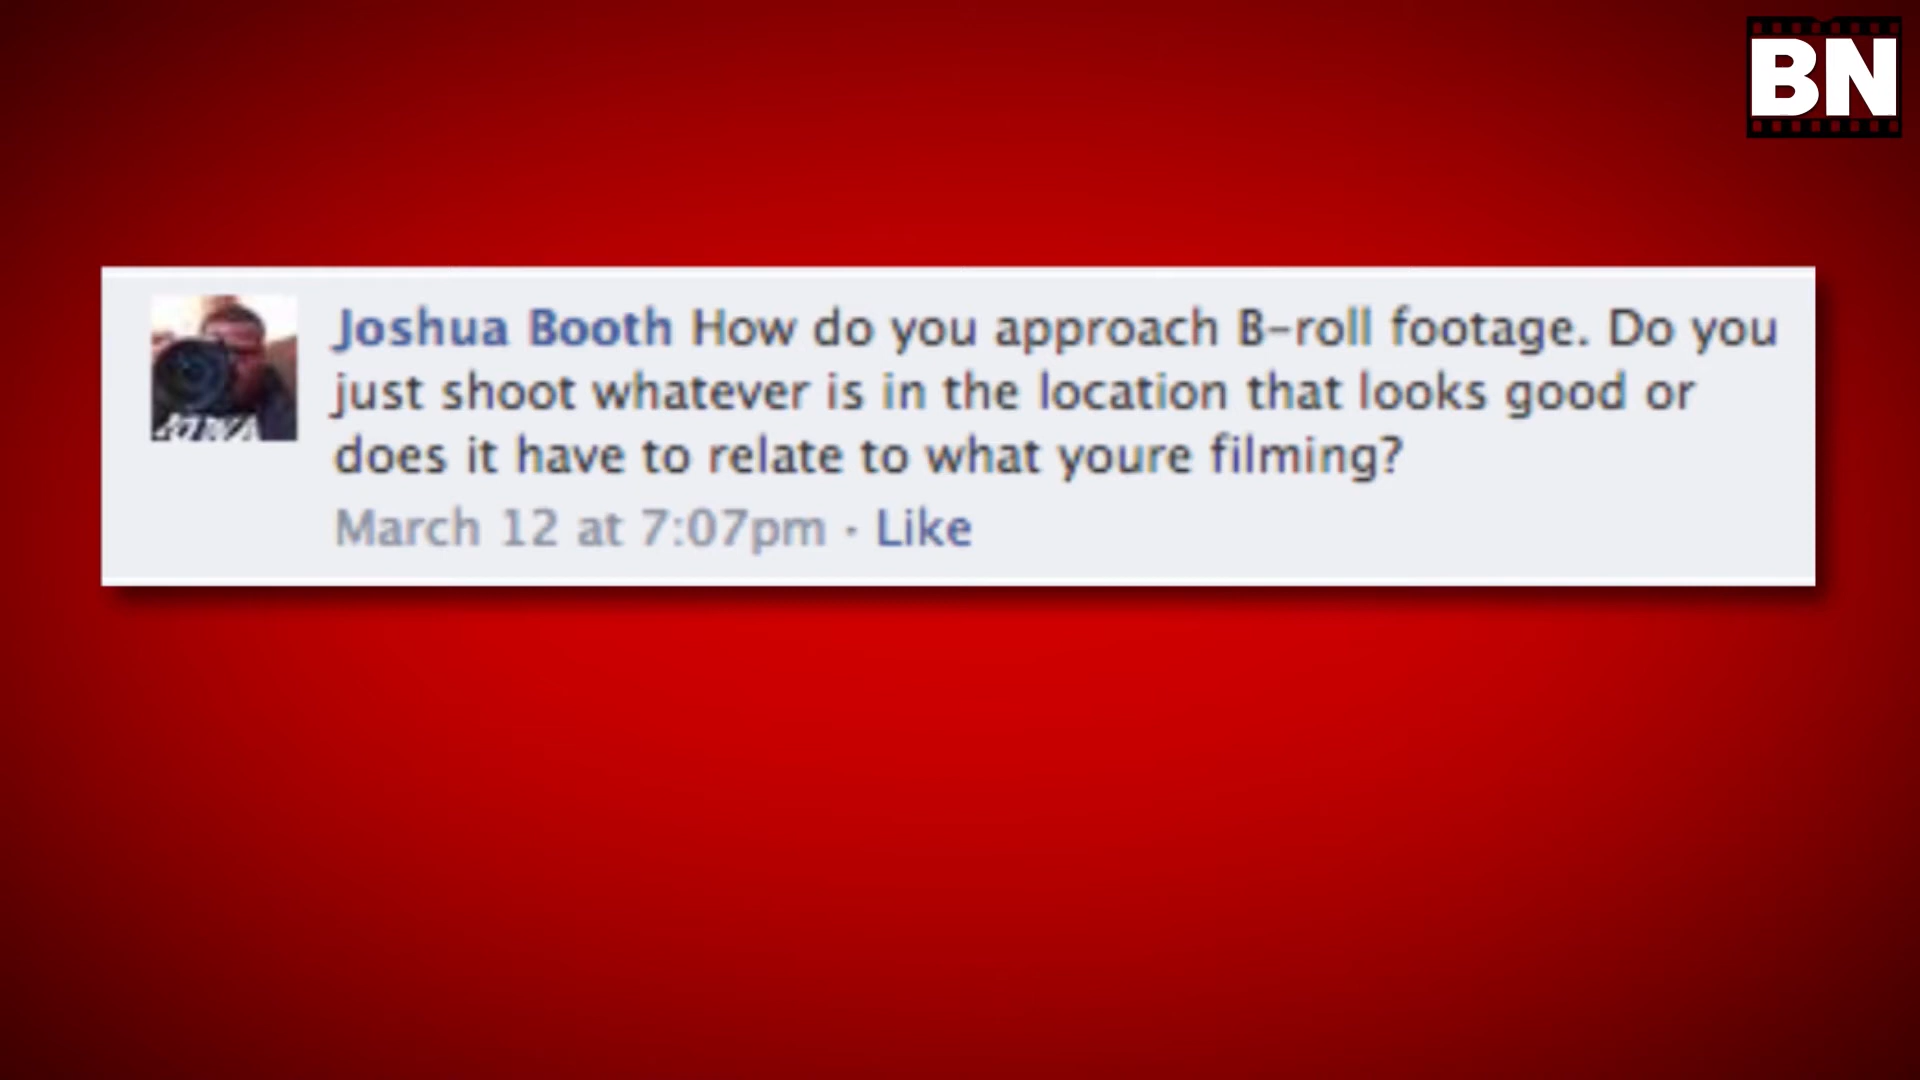 BN
Joshua Booth How do you approach B-roll footage. Do you
just shoot whatever is in the location that looks good or
does it have to relate to what youre filming?
March 12 at 7:07pm · Like